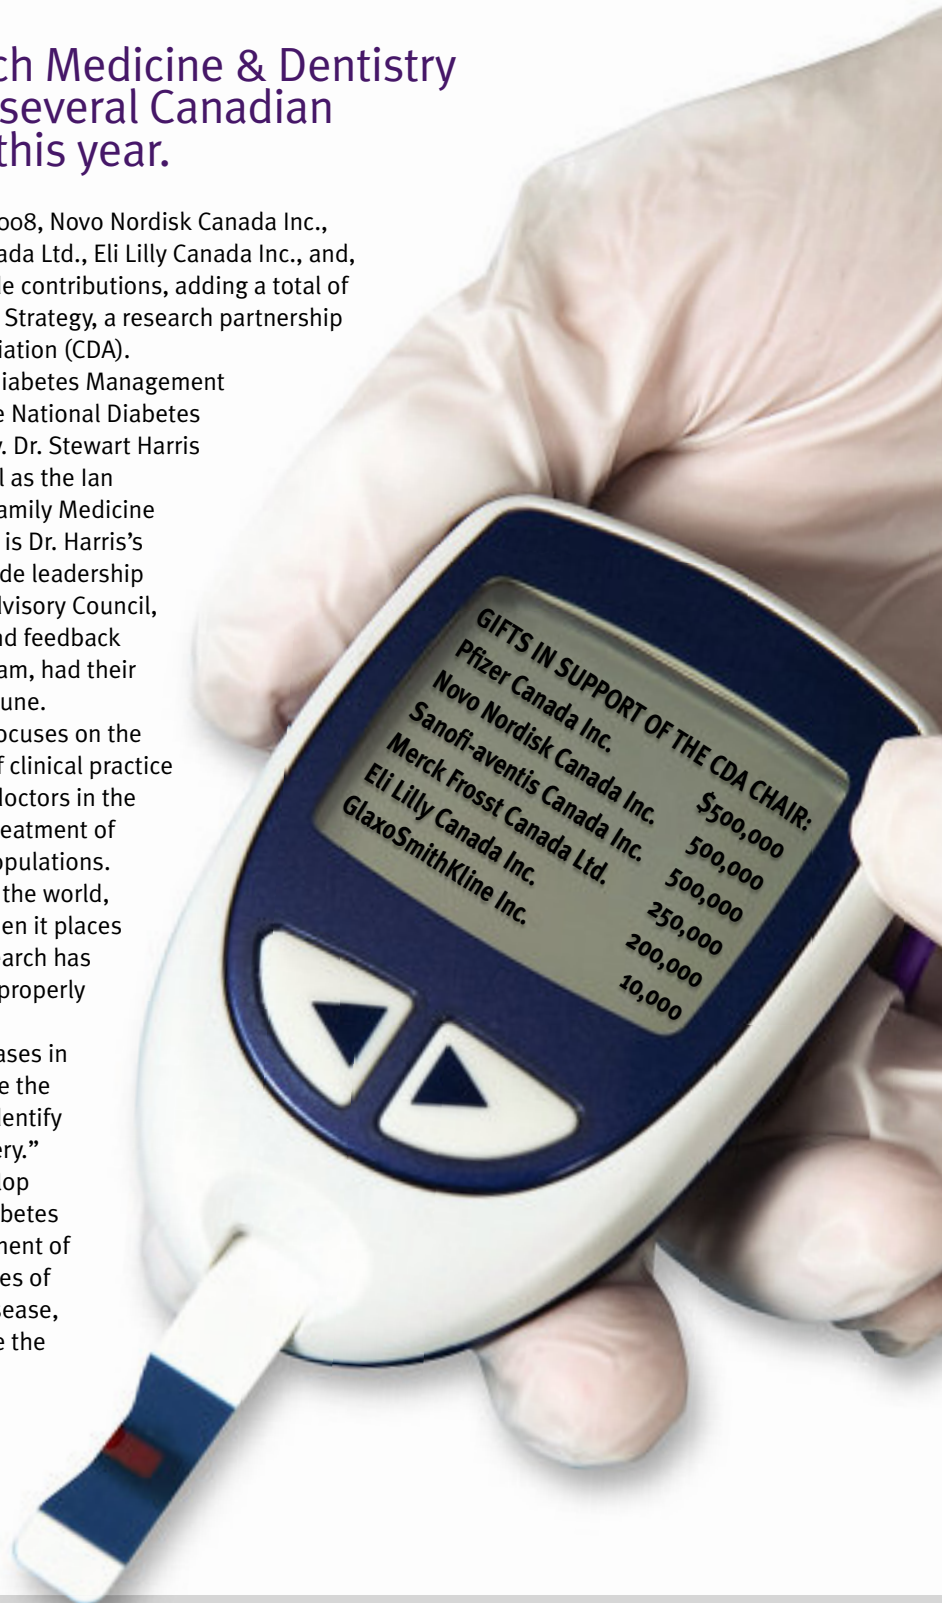 ch Medicine & Dentistry
several Canadian
this year.
008, Novo Nordisk Canada Inc.,
ada Ltd., Eli Lilly Canada Inc., and,
le contributions, adding a total of
Strategy, a research partnership
iation (CDA).
iabetes Management
e National Diabetes
y. Dr. Stewart Harris
l as the Ian
amily Medicine
is Dr. Harris's
de leadership
dvisory Council,
nd feedback
am, had their
une.
ocuses on the
f clinical practice
doctors in the
reatment of
opulations.
the world,
en it places
earch has
properly
ases in
e the
dentify
ery."
lop
betes
ment of
es of
sease,
e the
GIFTS IN SUPPORT OF THE CDA CHAIR:
Pfizer Canada Inc. $500,000
Novo Nordisk Canada Inc. 500,000
Sanofi-aventis Canada Inc. 500,000
Merck Frosst Canada Ltd. 250,000
Eli Lilly Canada Inc. 200,000
GlaxoSmithKline Inc. 10,000